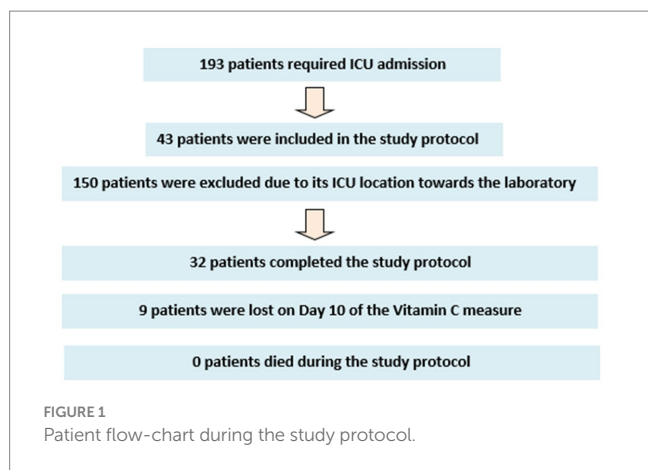 193 patients required ICU admission
43 patients were included in the study protocol
150 patients were excluded due to its ICU location towards the laboratory
32 patients completed the study protocol
9 patients were lost on Day 10 of the Vitamin C measure
0 patients died during the study protocol
FIGURE 1
Patient flow-chart during the study protocol.